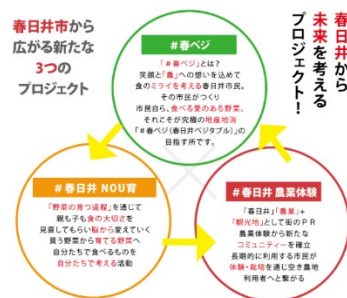 春日井市から
広がる新たな
3つの
プロジェクト
春日井から
未来を考える
プロジェクト！
#春ベジ
「#春ベジ」とは？
笑顔と「農」への想いを込めて
食のミライを考える春日井市民。
その市民がつくり
市民自ら、食べる愛のある野菜。
それこそが究極の地産地消
「#春ベジ(春日井ベジタブル)」の
目指す所です。
#春日井 NOU育
「野菜の育つ過程」を通じて
親も子も食の大切さを
見直してもらい脳から変えていく
買う野菜から育てる野菜へ
自分たちで食べるものを
自分たちで考える活動
#春日井 農業体験
「春日井」「農業」+
「観光地」として街のPR
農業体験から新たな
コミュニティーを確立
長期的に利用する市民が
体験・栽培を通じ空き農地
利用者へと繋がる